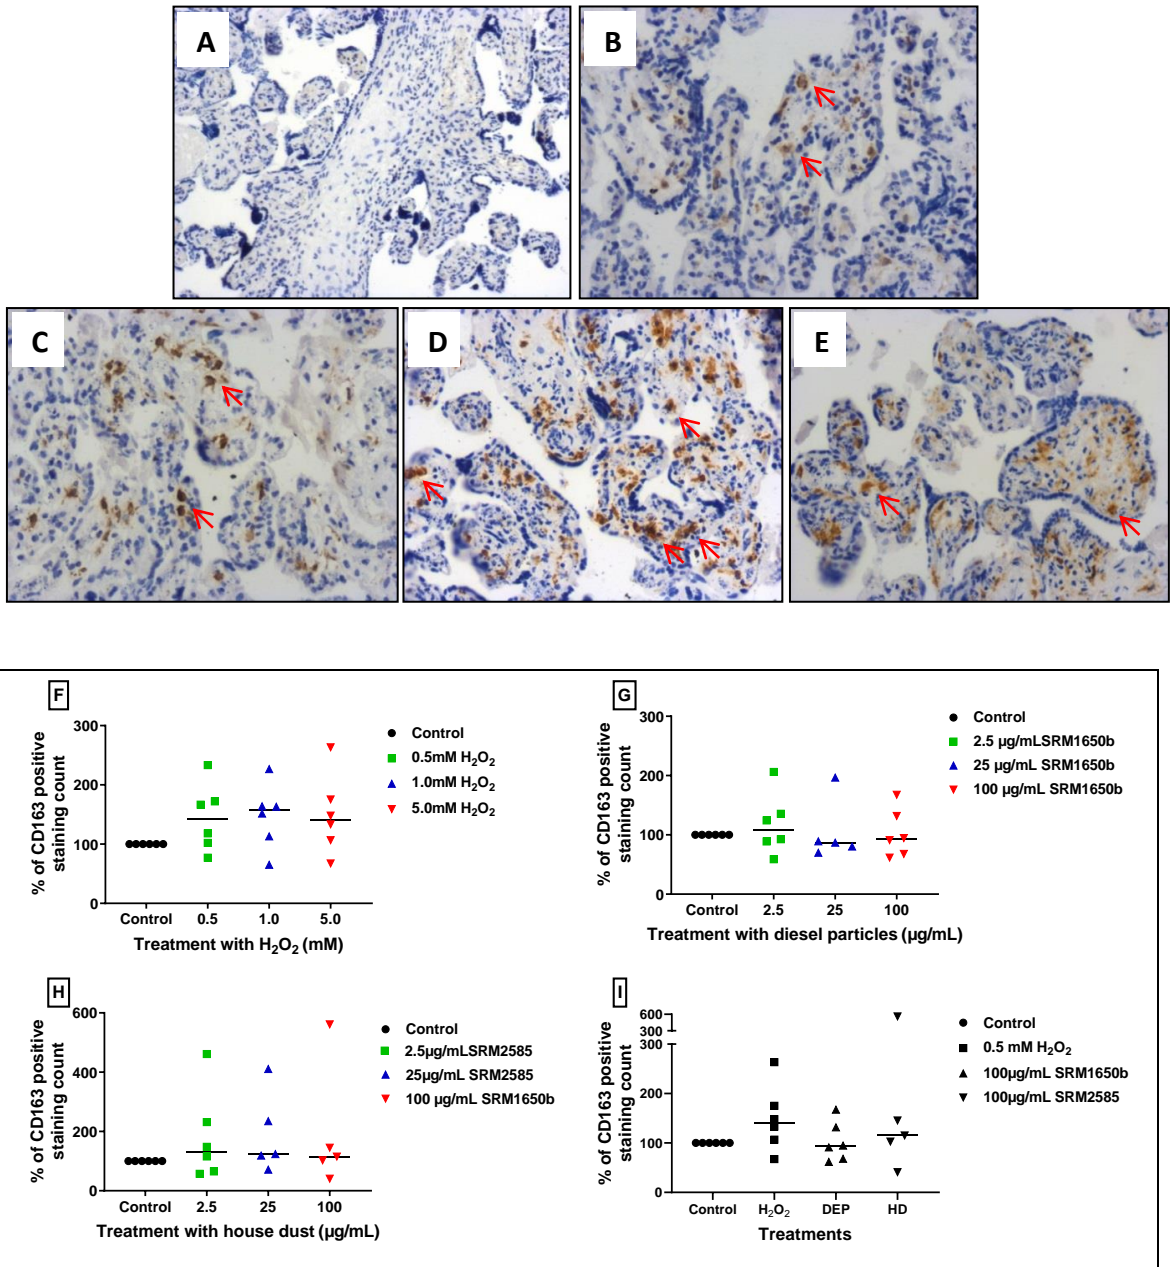 A
B
C
D
E
F
% of CD163 positive
staining count
300
200
100
0
Control
0.5
1.0
5.0
Treatment with H₂O₂ (mM)
Control
0.5mM H₂O₂
1.0mM H₂O₂
5.0mM H₂O₂
G
% of CD163 positive
staining count
300
200
100
0
Control
2.5
25
100
Treatment with diesel particles (µg/mL)
Control
2.5 µg/mLSRM1650b
25 µg/mL SRM1650b
100 µg/mL SRM1650b
H
% of CD163 positive
staining count
600
400
200
0
Control
2.5
25
100
Treatment with house dust (µg/mL)
Control
2.5µg/mLSRM2585
25µg/mL SRM2585
100 µg/mL SRM1650b
I
% of CD163 positive
staining count
600
300
300
200
100
0
Control
H₂O₂
DEP
HD
Treatments
Control
0.5 mM H₂O₂
100µg/mL SRM1650b
100µg/mL SRM2585